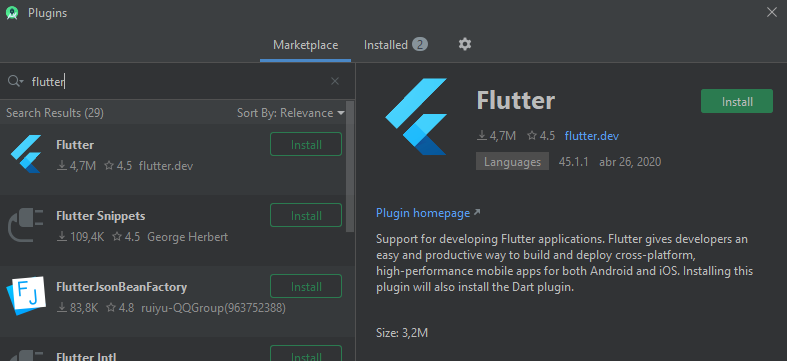 Plugins
Marketplace
Installed 2
flutter
Search Results (29)
Sort By: Relevance
Flutter
Install
4,7M 4.5 flutter.dev
Flutter Snippets
Install
109,4K 4.5 George Herbert
FlutterJsonBeanFactory
Install
FJ
83,8K 4.8 ruiyu-QQGroup(963752388)
Flutter Intl
Install
Flutter
Install
4,7M 4.5 flutter.dev
Languages 45.1.1 abr 26, 2020
Plugin homepage
Support for developing Flutter applications. Flutter gives developers an
easy and productive way to build and deploy cross-platform,
high-performance mobile apps for both Android and iOS. Installing this
plugin will also install the Dart plugin.
Size: 3,2M